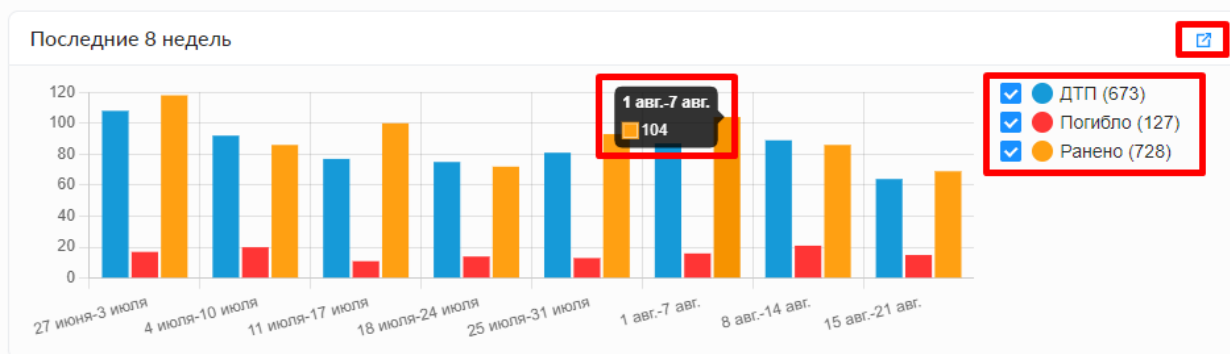 Последние 8 недель
120
100
80
60
40
20
0
1 авг.-7 авг.
104
ДТП (673)
Погибло (127)
Ранено (728)
27 июня-3 июля
4 июля-10 июля
11 июля-17 июля
18 июля-24 июля
25 июля-31 июля
1 авг.-7 авг.
8 авг.-14 авг.
15 авг.-21 авг.